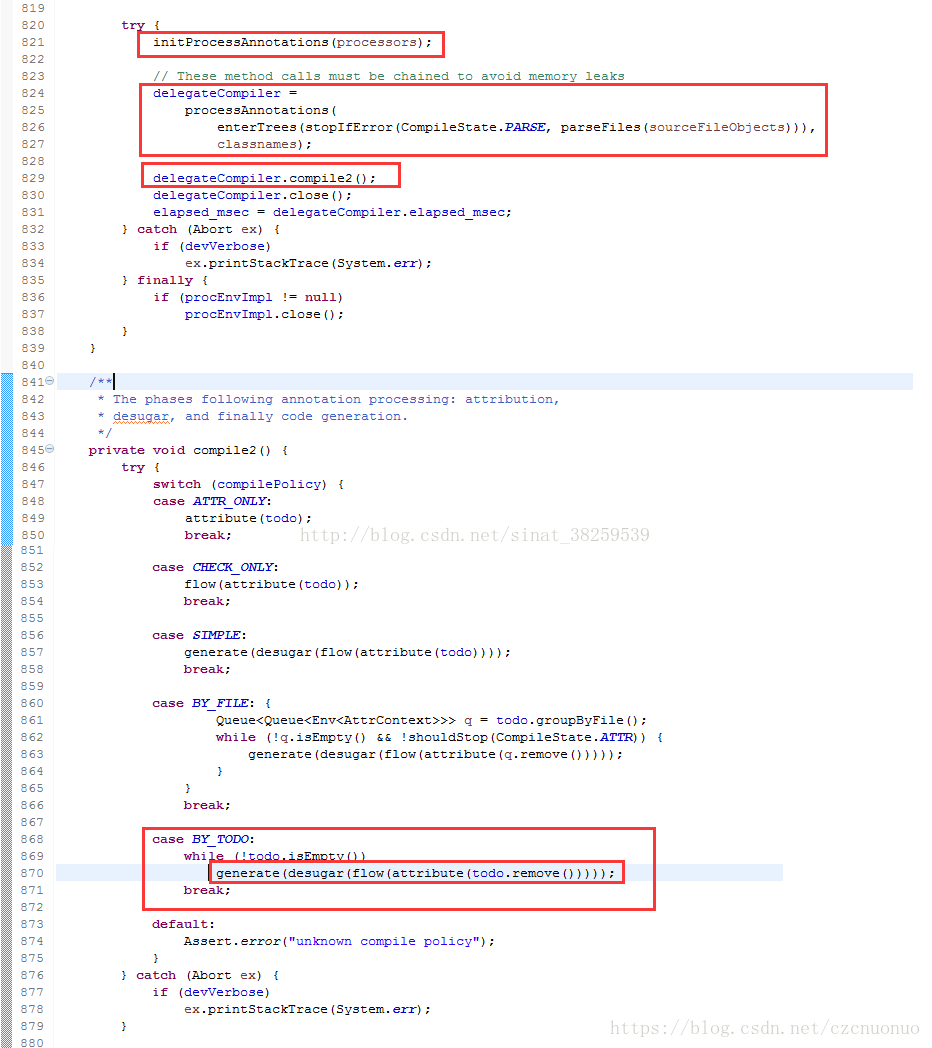 819
820 try {
821 initProcessAnnotations(processors);
822
823 // These method calls must be chained to avoid memory leaks
824 delegateCompiler =
825 processAnnotations(
826 enterTrees(stopIfError(CompileState.PARSE, parseFiles(sourceFileObjects))),
827 classnames);
828
829 delegateCompiler.compile2();
830 delegateCompiler.close();
831 elapsed_msec = delegateCompiler.elapsed_msec;
832 } catch (Abort ex) {
833 if (devVerbose)
834 ex.printStackTrace(System.err);
835 } finally {
836 if (procEnvImpl != null)
837 procEnvImpl.close();
838 }
839 }
840
841 /**
842 * The phases following annotation processing: attribution,
843 * desugar, and finally code generation.
844 */
845 private void compile2() {
846 try {
847 switch (compilePolicy) {
848 case ATTR_ONLY:
849 attribute(todo);
850 break;
http://blog.csdn.net/sinat_38259539
851
852 case CHECK_ONLY:
853 flow(attribute(todo));
854 break;
855
856 case SIMPLE:
857 generate(desugar(flow(attribute(todo))));
858 break;
859
860 case BY_FILE: {
861 Queue<Queue<Env<AttrContext>>> q = todo.groupByFile();
862 while (!q.isEmpty() && !shouldStop(CompileState.ATTR)) {
863 generate(desugar(flow(attribute(q.remove()))));
864 }
865 }
866 break;
867
868 case BY_TODO:
869 while (!todo.isEmpty())
870 generate(desugar(flow(attribute(todo.remove()))));
871 break;
872
873 default:
874 Assert.error("unknown compile policy");
875 }
876 } catch (Abort ex) {
877 if (devVerbose)
878 ex.printStackTrace(System.err);
879 }
https://blog.csdn.net/czcnuonuo
880